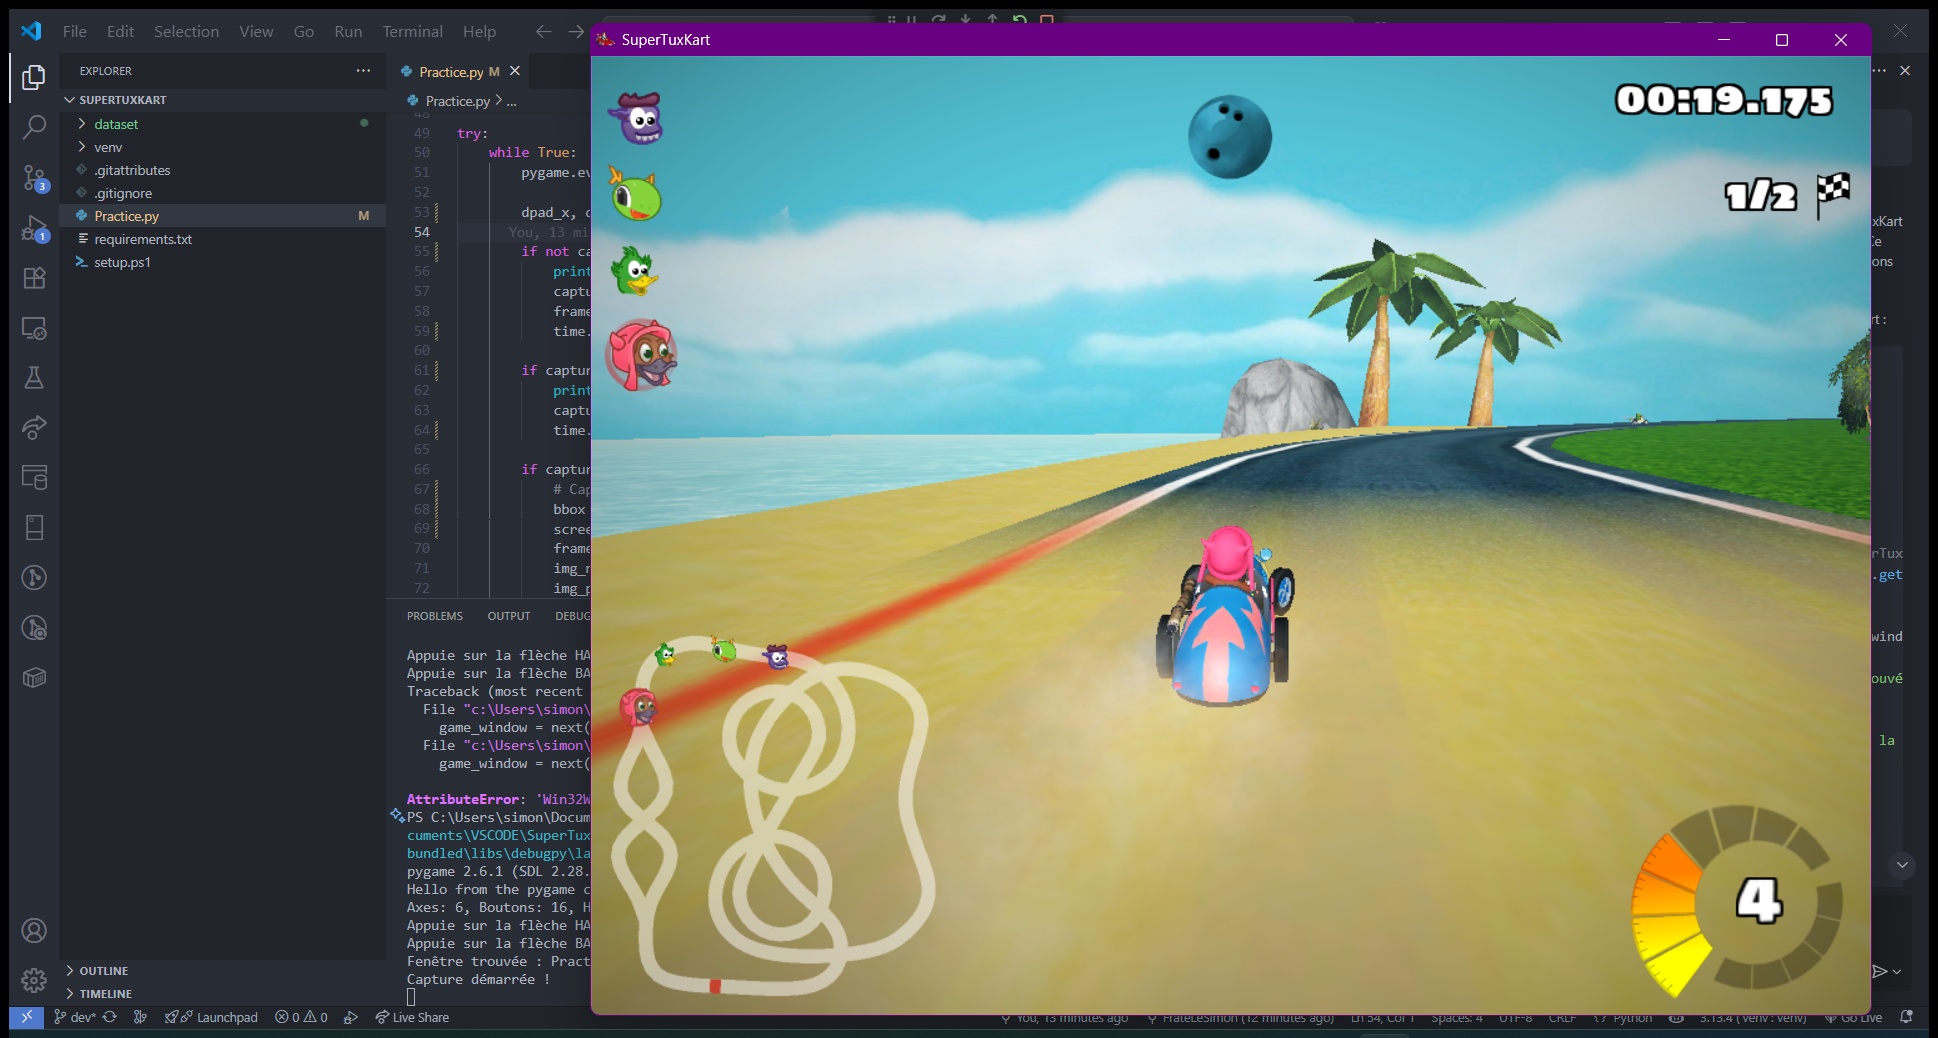 File Edit Selection View Go Run Terminal Help
SuperTuxKart
EXPLORER
SUPERTUXKART
dataset
venv
.gitattributes
.gitignore
Practice.py M
requirements.txt
setup.ps1
OUTLINE
TIMELINE
Practice.py M
Practice.py > ...
48
49 try:
50 while True:
51 pygame.ev
52
53 dpad_x, d
54 You, 13 mi
55 if not ca
56 print
57 captu
58 frame
59 time.
60
61 if captur
62 print
63 captu
64 time.
65
66 if captur
67 # Cap
68 bbox
69 scree
70 frame
71 img_r
72 img_p
PROBLEMS OUTPUT DEBUG
Appuie sur la flèche HA
Appuie sur la flèche BA
Traceback (most recent
File "c:\Users\simon\
game_window = next(
File "c:\Users\simon\
game_window = next(
AttributeError: 'Win32W
PS C:\Users\simon\Docum
cuments\VSCODE\SuperTux
bundled\libs\debugpy\la
pygame 2.6.1 (SDL 2.28.
Hello from the pygame c
Axes: 6, Boutons: 16, H
Appuie sur la flèche HA
Appuie sur la flèche BA
Fenêtre trouvée : Pract
Capture démarrée !
00:19.175
1/2
4
xKart
ce
ons
rt:
rTux
.get
wind
ouvé
la
3
1
dev* Launchpad 0 0 Live Share
You, 13 minutes ago FrateLeSimon (12 minutes ago) Ln 54, Col 1 Spaces: 4 UTF-8 CRLF Python 3.13.4 (venv: venv) Go Live